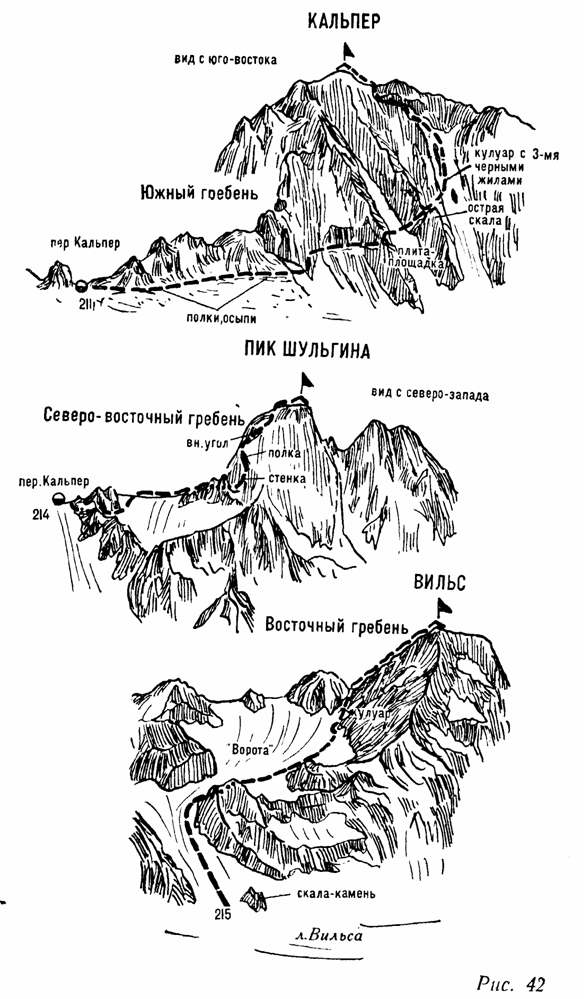 КАЛЬПЕР
вид с юго-востока
кулуар с 3-мя
черными
жилами
Южный гребень
острая
скала
плита-
площадка
пер Кальпер
211
полки,осыпи
ПИК ШУЛЬГИНА
вид с северо-запада
Северо-восточный гребень
вн.угол
полка
пер.Кальпер
стенка
214
ВИЛЬС
Восточный гребень
кулуар
"Ворота"
скала-камень
215
л.Вильса
Рис. 42